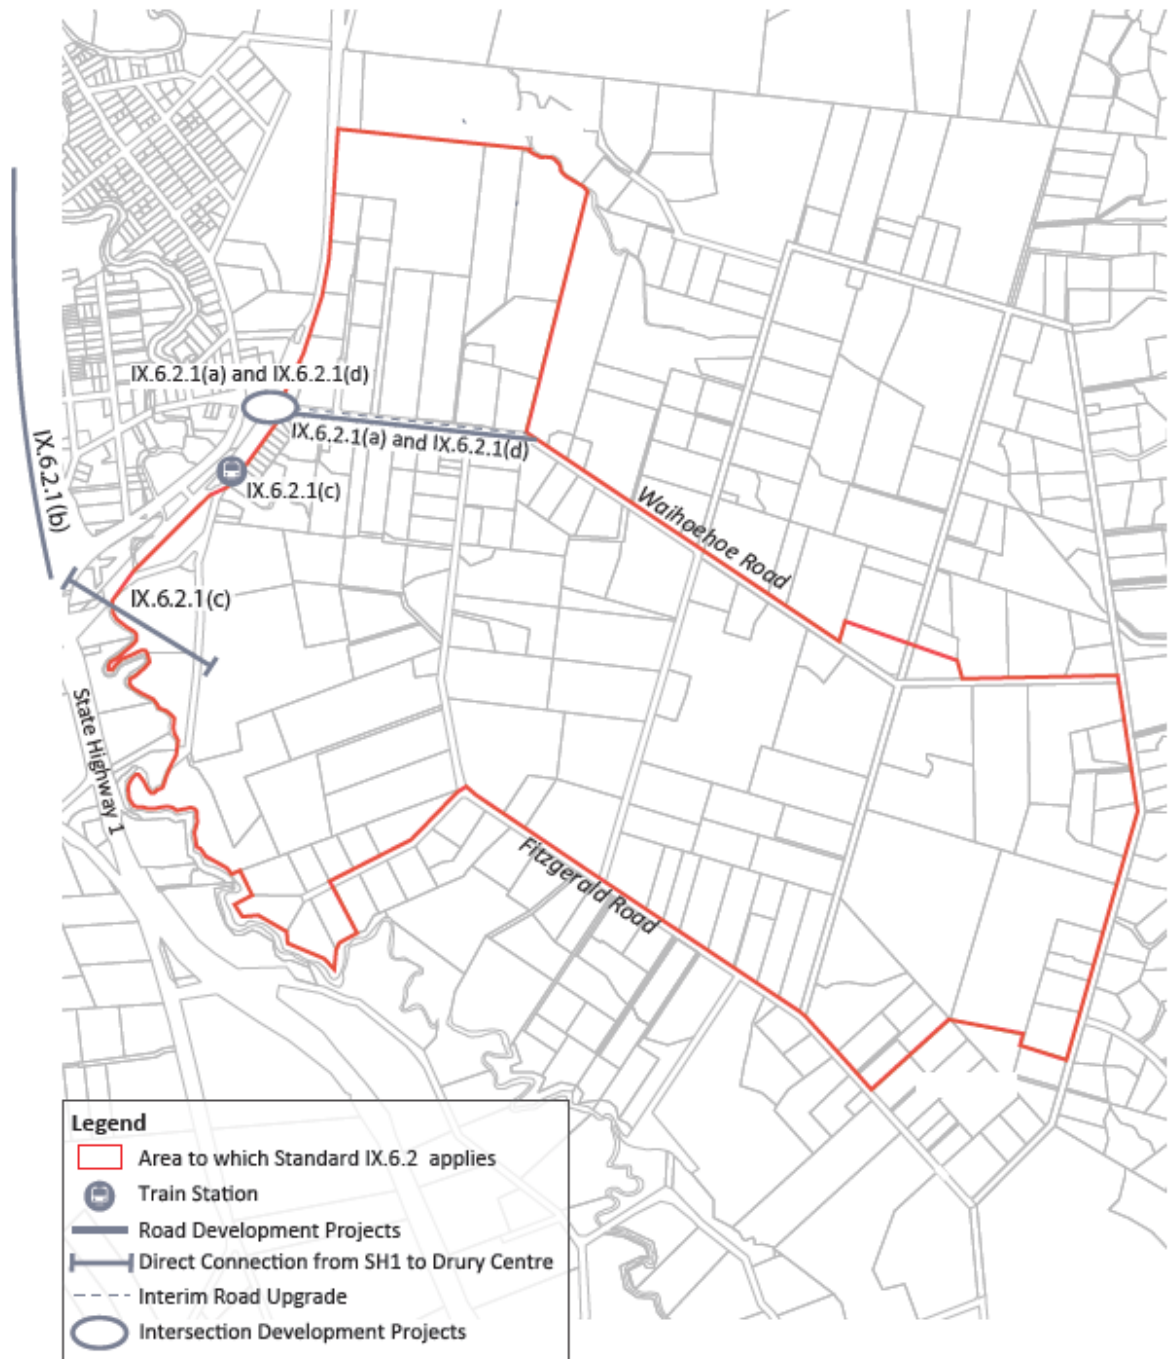 IX.6.2.1(a) and IX.6.2.1(d)
IX.6.2.1(a) and IX.6.2.1(d)
IX.6.2.1(b)
IX.6.2.1(c)
Waihoehoe Road
IX.6.2.1(c)
State Highway 1
Fitzgerald Road
Legend
Area to which Standard IX.6.2 applies
Train Station
Road Development Projects
Direct Connection from SH1 to Drury Centre
Interim Road Upgrade
Intersection Development Projects